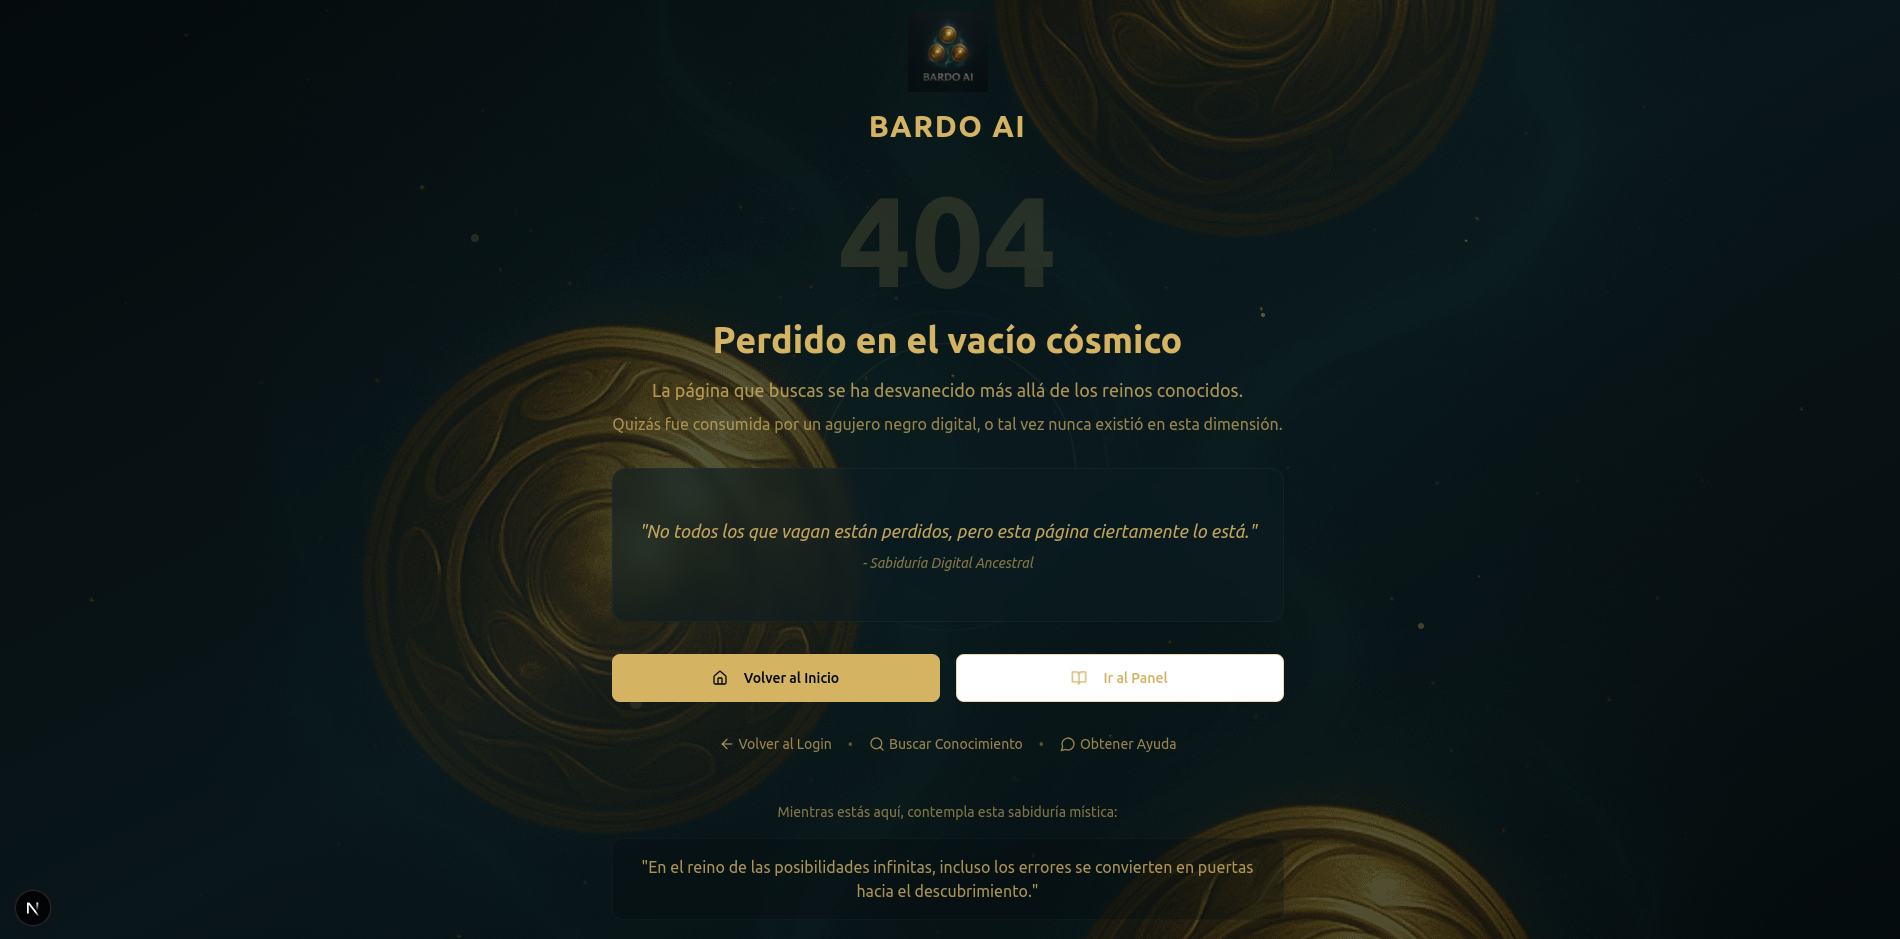 BARDO AI
BARDO AI
404
Perdido en el vacío cósmico
La página que buscas se ha desvanecido más allá de los reinos conocidos.
Quizás fue consumida por un agujero negro digital, o tal vez nunca existió en esta dimensión.
"No todos los que vagan están perdidos, pero esta página ciertamente lo está."
- Sabiduría Digital Ancestral
Volver al Inicio
Ir al Panel
Volver al Login • Buscar Conocimiento • Obtener Ayuda
Mientras estás aquí, contempla esta sabiduría mística:
"En el reino de las posibilidades infinitas, incluso los errores se convierten en puertas
hacia el descubrimiento."
N